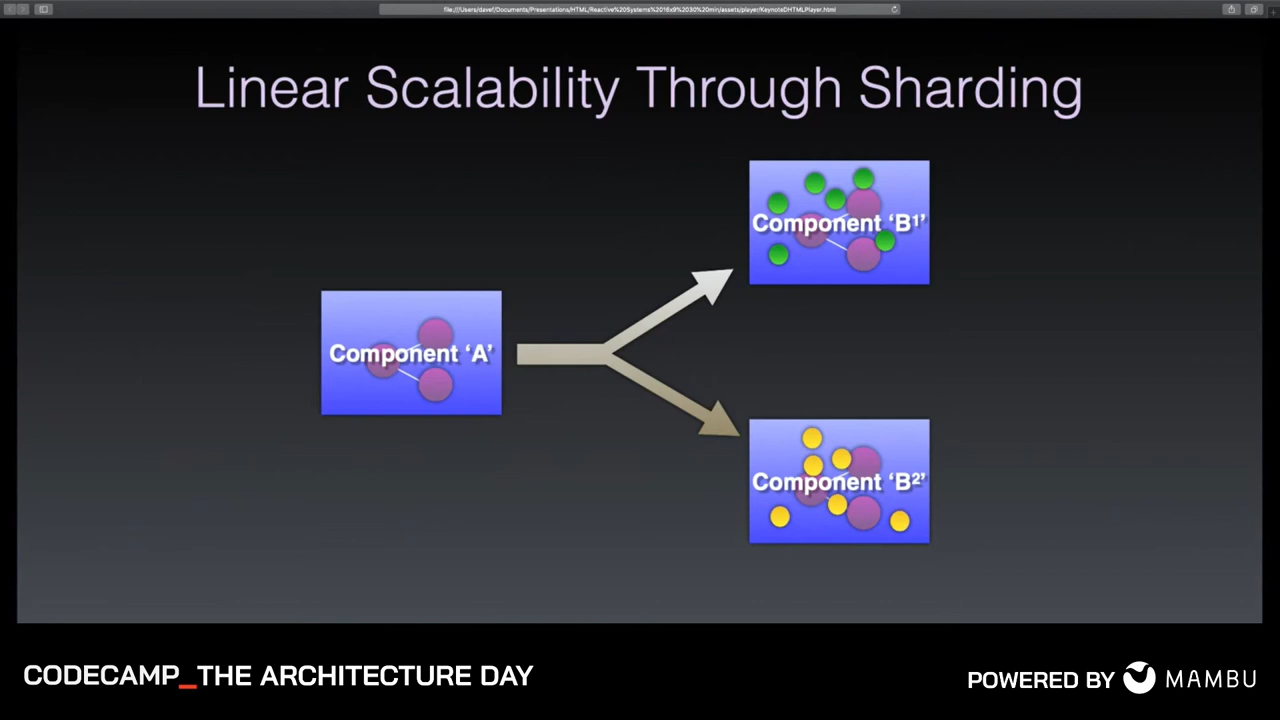 file:///Users/davef/Documents/Presentations/HTML/Reactive%20Systems%2016x9%2030%20min/assets/player/KeynoteDHTMLPlayer.html
Linear Scalability Through Sharding
Component ‘B¹’
Component ‘A’
Component ‘B²’
CODECAMP_THE ARCHITECTURE DAY
POWERED BY MAMBU